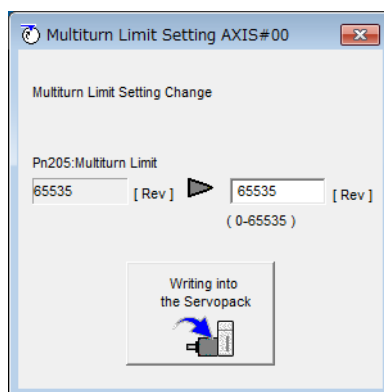 Multiturn Limit Setting AXIS#00
Multiturn Limit Setting Change
Pn205:Multiturn Limit
65535 [ Rev ] 65535 [ Rev ]
( 0-65535 )
Writing into
the Servopack